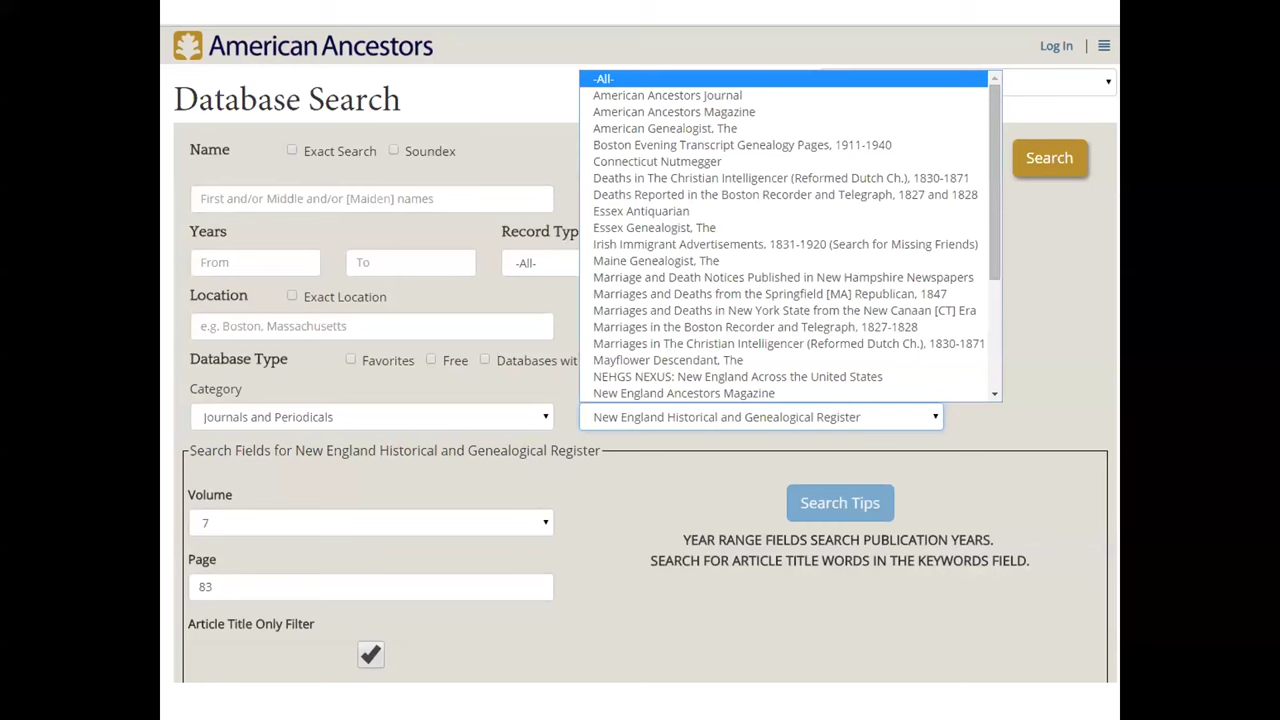 American Ancestors
Log In |
Database Search
Name
Exact Search
Soundex
Search
First and/or Middle and/or [Maiden] names
Years
Record Typ
From
To
-All-
Location
Exact Location
e.g. Boston, Massachusetts
Database Type
Favorites
Free
Databases wit
Category
Journals and Periodicals
-All-
American Ancestors Journal
American Ancestors Magazine
American Genealogist, The
Boston Evening Transcript Genealogy Pages, 1911-1940
Connecticut Nutmegger
Deaths in The Christian Intelligencer (Reformed Dutch Ch.), 1830-1871
Deaths Reported in the Boston Recorder and Telegraph, 1827 and 1828
Essex Antiquarian
Essex Genealogist, The
Irish Immigrant Advertisements, 1831-1920 (Search for Missing Friends)
Maine Genealogist, The
Marriage and Death Notices Published in New Hampshire Newspapers
Marriages and Deaths from the Springfield [MA] Republican, 1847
Marriages and Deaths in New York State from the New Canaan [CT] Era
Marriages in the Boston Recorder and Telegraph, 1827-1828
Marriages in The Christian Intelligencer (Reformed Dutch Ch.), 1830-1871
Mayflower Descendant, The
NEHGS NEXUS: New England Across the United States
New England Ancestors Magazine
New England Historical and Genealogical Register
Search Fields for New England Historical and Genealogical Register
Volume
7
Page
83
Article Title Only Filter
Search Tips
YEAR RANGE FIELDS SEARCH PUBLICATION YEARS.
SEARCH FOR ARTICLE TITLE WORDS IN THE KEYWORDS FIELD.